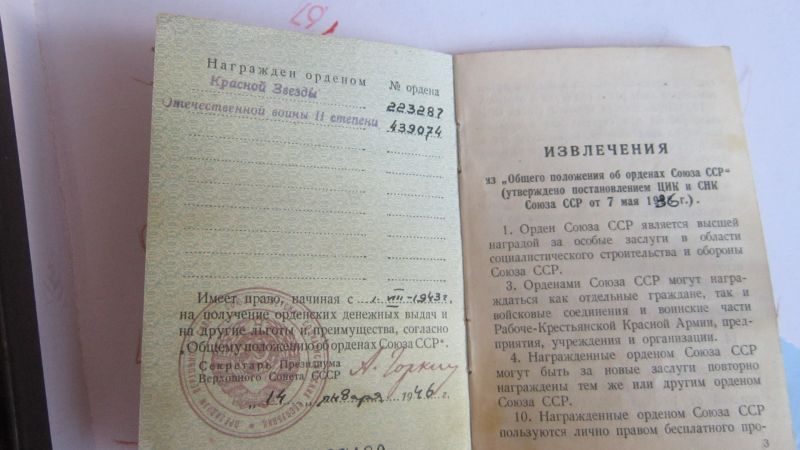 Награжден орденом № ордена
Красной Звезды 223287
Отечественной войны II степени 439074
Имеет право, начиная с 1. VIII-1943 г.
на получение орденских денежных выдач и
на другие льготы и преимущества, согласно
„Общему положению об орденах Союза ССР".
Секретарь Президиума
Верховного Совета СССР А. Горкин
"14" января 1946 г.
ИЗВЛЕЧЕНИЯ
из „Общего положения об орденах Союза ССР"
(утверждено постановлением ЦИК и СНК
Союза ССР от 7 мая 1936 г.).
1. Орден Союза ССР является высшей
наградой за особые заслуги в области
социалистического строительства и обороны
Союза ССР.
3. Орденами Союза ССР могут награ-
ждаться как отдельные граждане, так и
войсковые соединения и воинские части
Рабоче-Крестьянской Красной Армии, пред-
приятия, учреждения и организации.
4. Награжденные орденом Союза ССР
могут быть за новые заслуги повторно
награждены тем же или другим орденом
Союза ССР.
10. Награжденные орденом Союза ССР
пользуются лично правом бесплатного про-
3